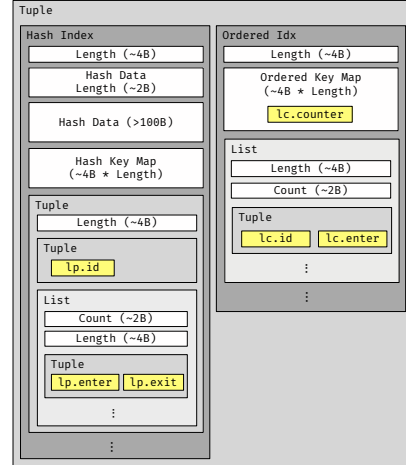 Tuple
Hash Index
Length (~4B)
Hash Data
Length (~2B)
Hash Data (>100B)
Hash Key Map
(~4B * Length)
Tuple
Length (~4B)
Tuple
lp.id
List
Count (~2B)
Length (~4B)
Tuple
lp.enter lp.exit
⋮
⋮
Ordered Idx
Length (~4B)
Ordered Key Map
(~4B * Length)
lc.counter
List
Length (~4B)
Count (~2B)
Tuple
lc.id lc.enter
⋮
⋮